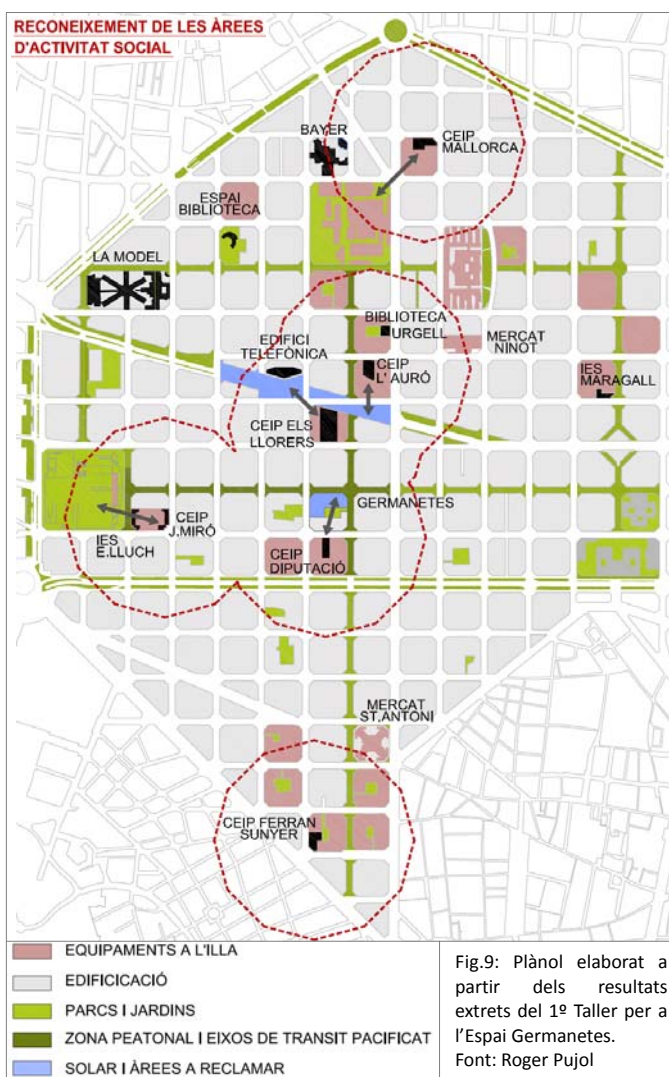 RECONEIXEMENT DE LES ÀREES
D'ACTIVITAT SOCIAL
BAYER
CEIP
MALLORCA
ESPAI
BIBLIOTECA
LA MODEL
BIBLIOTECA
URGELL
EDIFICI
TELEFÒNICA
MERCAT
NINOT
CEIP
L' AURÓ
IES
MARAGALL
CEIP ELS
LLORERS
GERMANETES
CEIP
J.MIRÓ
IES
E.LLUCH
CEIP
DIPUTACIÓ
MERCAT
ST.ANTONI
CEIP FERRAN
SUNYER
EQUIPAMENTS A L'ILLA
EDIFICICACIÓ
PARCS I JARDINS
ZONA PEATONAL I EIXOS DE TRANSIT PACIFICAT
SOLAR I ÀREES A RECLAMAR
Fig.9: Plànol elaborat a
partir dels resultats
extrets del 1º Taller per a
l’Espai Germanetes.
Font: Roger Pujol